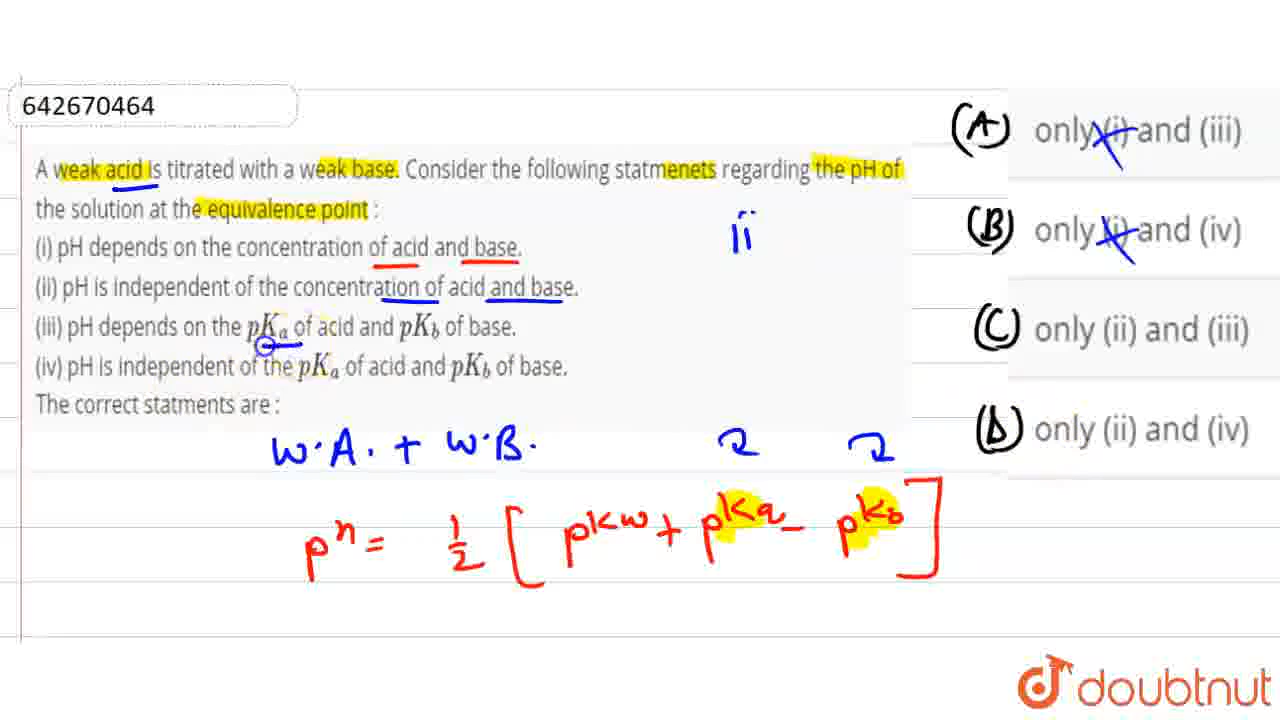 642670464
A weak acid is titrated with a weak base. Consider the following statmenets regarding the pH of
the solution at the equivalence point :
(i) pH depends on the concentration of acid and base.
(ii) pH is independent of the concentration of acid and base.
(iii) pH depends on the pKₐ of acid and pK_b of base.
(iv) pH is independent of the pKₐ of acid and pK_b of base.
The correct statments are :
ii
W.A. + W.B.
pH = 1/2 [ pKw + pKa - pKb ]
(A) only (i) and (iii)
(B) only (i) and (iv)
(C) only (ii) and (iii)
(D) only (ii) and (iv)
doubtnut